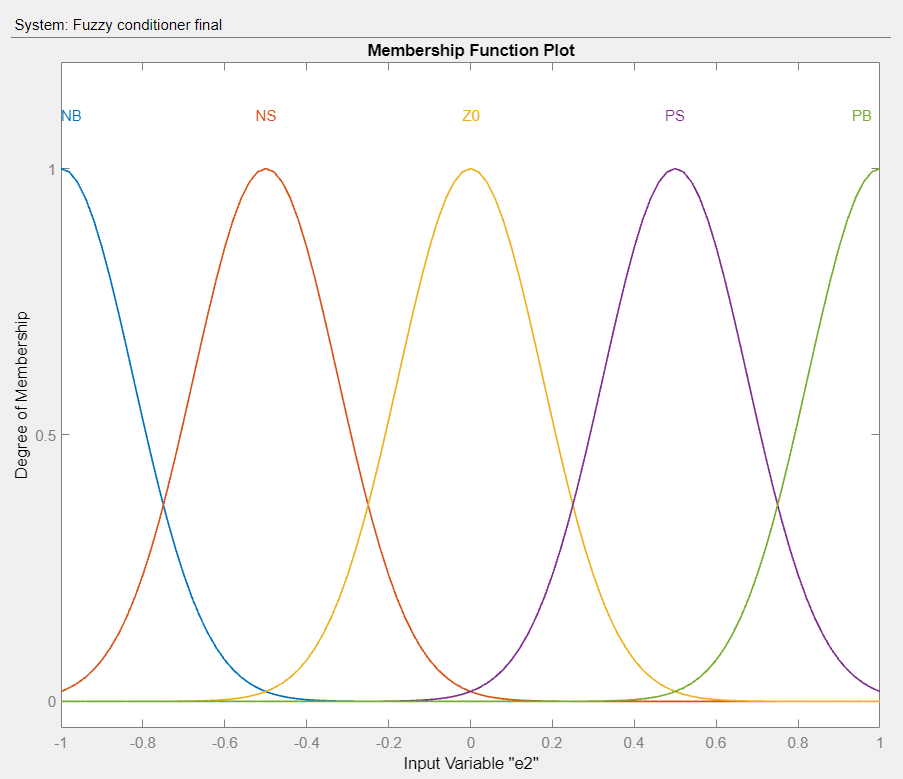 System: Fuzzy conditioner final
Membership Function Plot
NB NS Z0 PS PB
1
0.5
0
Degree of Membership
-1 -0.8 -0.6 -0.4 -0.2 0 0.2 0.4 0.6 0.8 1
Input Variable "e2"